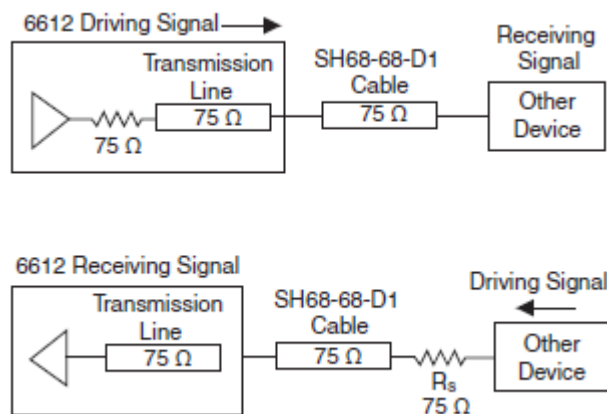 6612 Driving Signal
Transmission
Line
75 Ω
75 Ω
SH68-68-D1
Cable
75 Ω
Receiving
Signal
Other
Device
6612 Receiving Signal
Transmission
Line
75 Ω
SH68-68-D1
Cable
75 Ω
Rs
75 Ω
Driving Signal
Other
Device